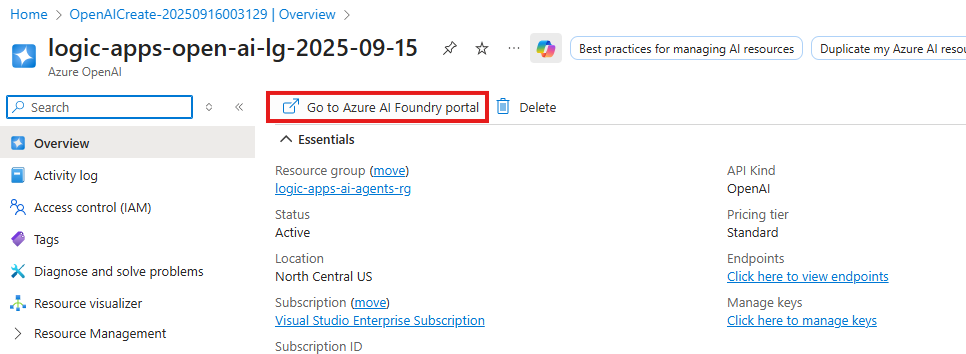 Home > OpenAICreate-20250916003129 | Overview >
logic-apps-open-ai-lg-2025-09-15
Azure OpenAI
Best practices for managing AI resources
Duplicate my Azure AI resou
Search
Go to Azure AI Foundry portal
Delete
Overview
Activity log
Access control (IAM)
Tags
Diagnose and solve problems
Resource visualizer
Resource Management
Essentials
Resource group (move)
logic-apps-ai-agents-rg
Status
Active
Location
North Central US
Subscription (move)
Visual Studio Enterprise Subscription
Subscription ID
API Kind
OpenAI
Pricing tier
Standard
Endpoints
Click here to view endpoints
Manage keys
Click here to manage keys